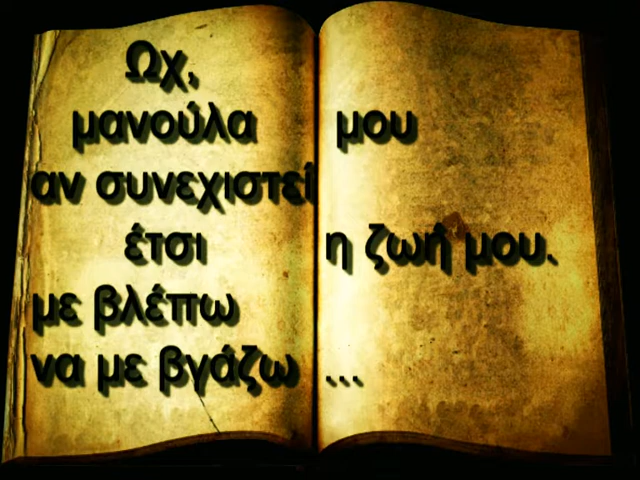 Ωχ,
μανούλα μου
αν συνεχιστεί
έτσι η ζωή μου.
με βλέπω
να με βγάζω ...